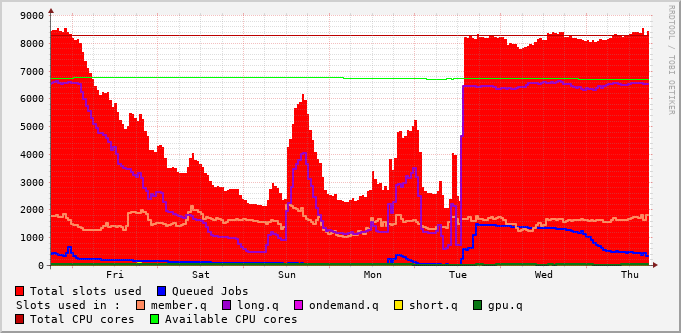 9000
8000
7000
6000
5000
4000
3000
2000
1000
0
Fri Sat Sun Mon Tue Wed Thu
RRDTOOL / TOBI OETIKER
Total slots used Queued Jobs
Slots used in : member.q long.q ondemand.q short.q gpu.q
Total CPU cores Available CPU cores